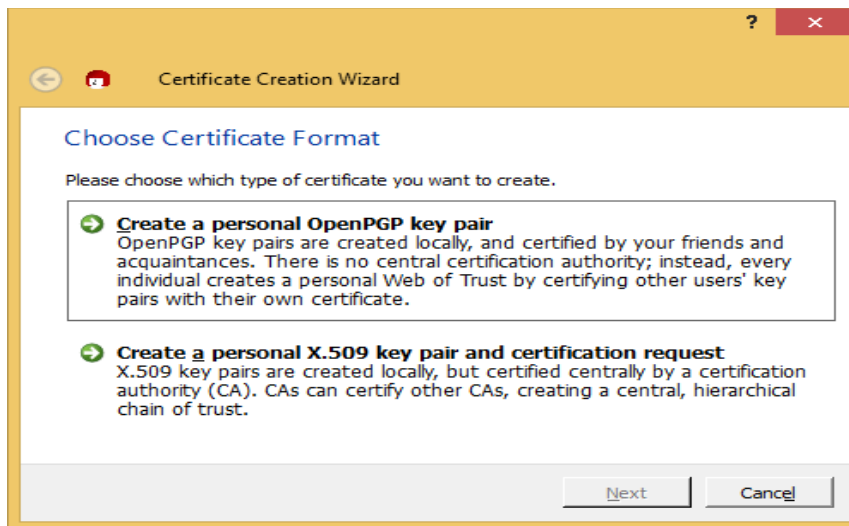 ?
Certificate Creation Wizard
Choose Certificate Format
Please choose which type of certificate you want to create.
Create a personal OpenPGP key pair
OpenPGP key pairs are created locally, and certified by your friends and
acquaintances. There is no central certification authority; instead, every
individual creates a personal Web of Trust by certifying other users' key
pairs with their own certificate.
Create a personal X.509 key pair and certification request
X.509 key pairs are created locally, but certified centrally by a certification
authority (CA). CAs can certify other CAs, creating a central, hierarchical
chain of trust.
Next
Cancel